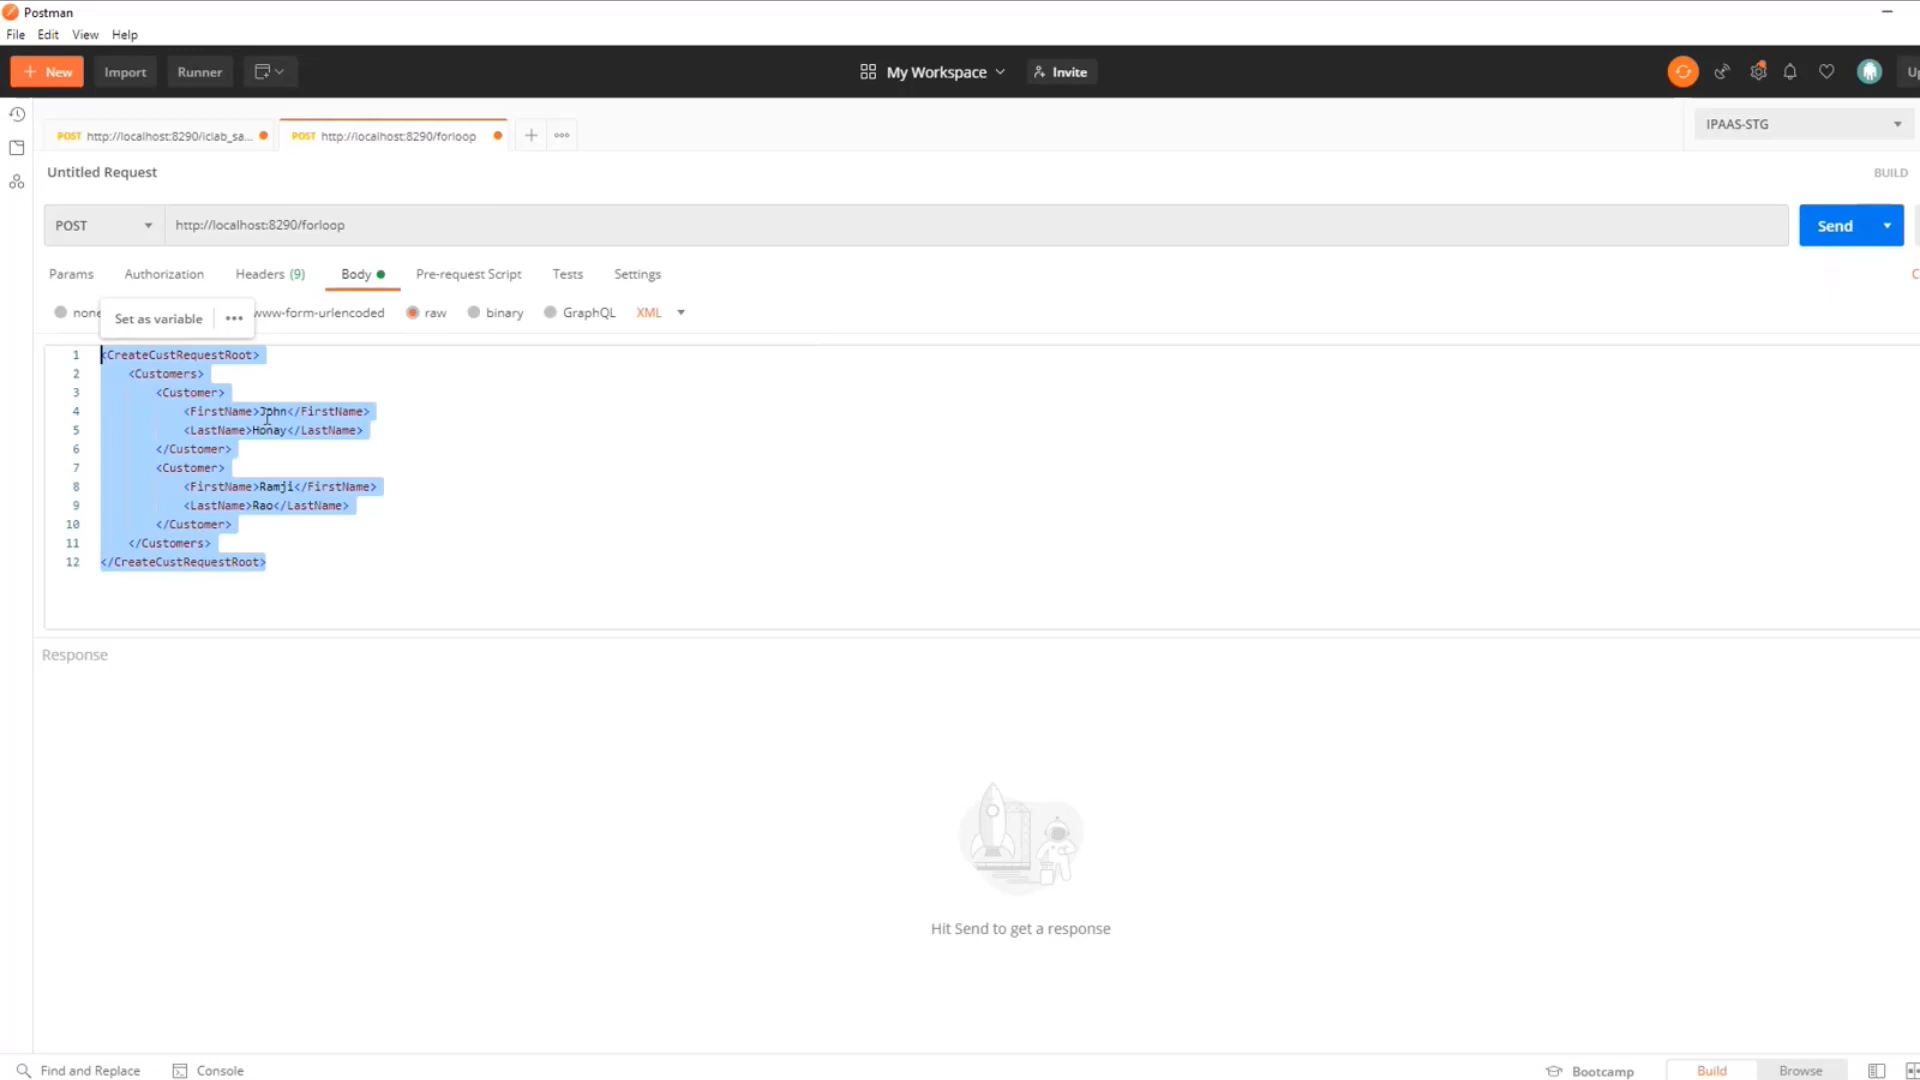 Postman
File Edit View Help
New Import Runner My Workspace Invite
POST http://localhost:8290/iclab_sa... POST http://localhost:8290/forloop IPAAS-STG
Untitled Request BUILD
POST http://localhost:8290/forloop Send
Params Authorization Headers (9) Body Pre-request Script Tests Settings
none Set as variable www-form-urlencoded raw binary GraphQL XML
1 <CreateCustRequestRoot>
2 <Customers>
3 <Customer>
4 <FirstName>John</FirstName>
5 <LastName>Honay</LastName>
6 </Customer>
7 <Customer>
8 <FirstName>Ramji</FirstName>
9 <LastName>Rao</LastName>
10 </Customer>
11 </Customers>
12 </CreateCustRequestRoot>
Response
Hit Send to get a response
Find and Replace Console Bootcamp Build Browse